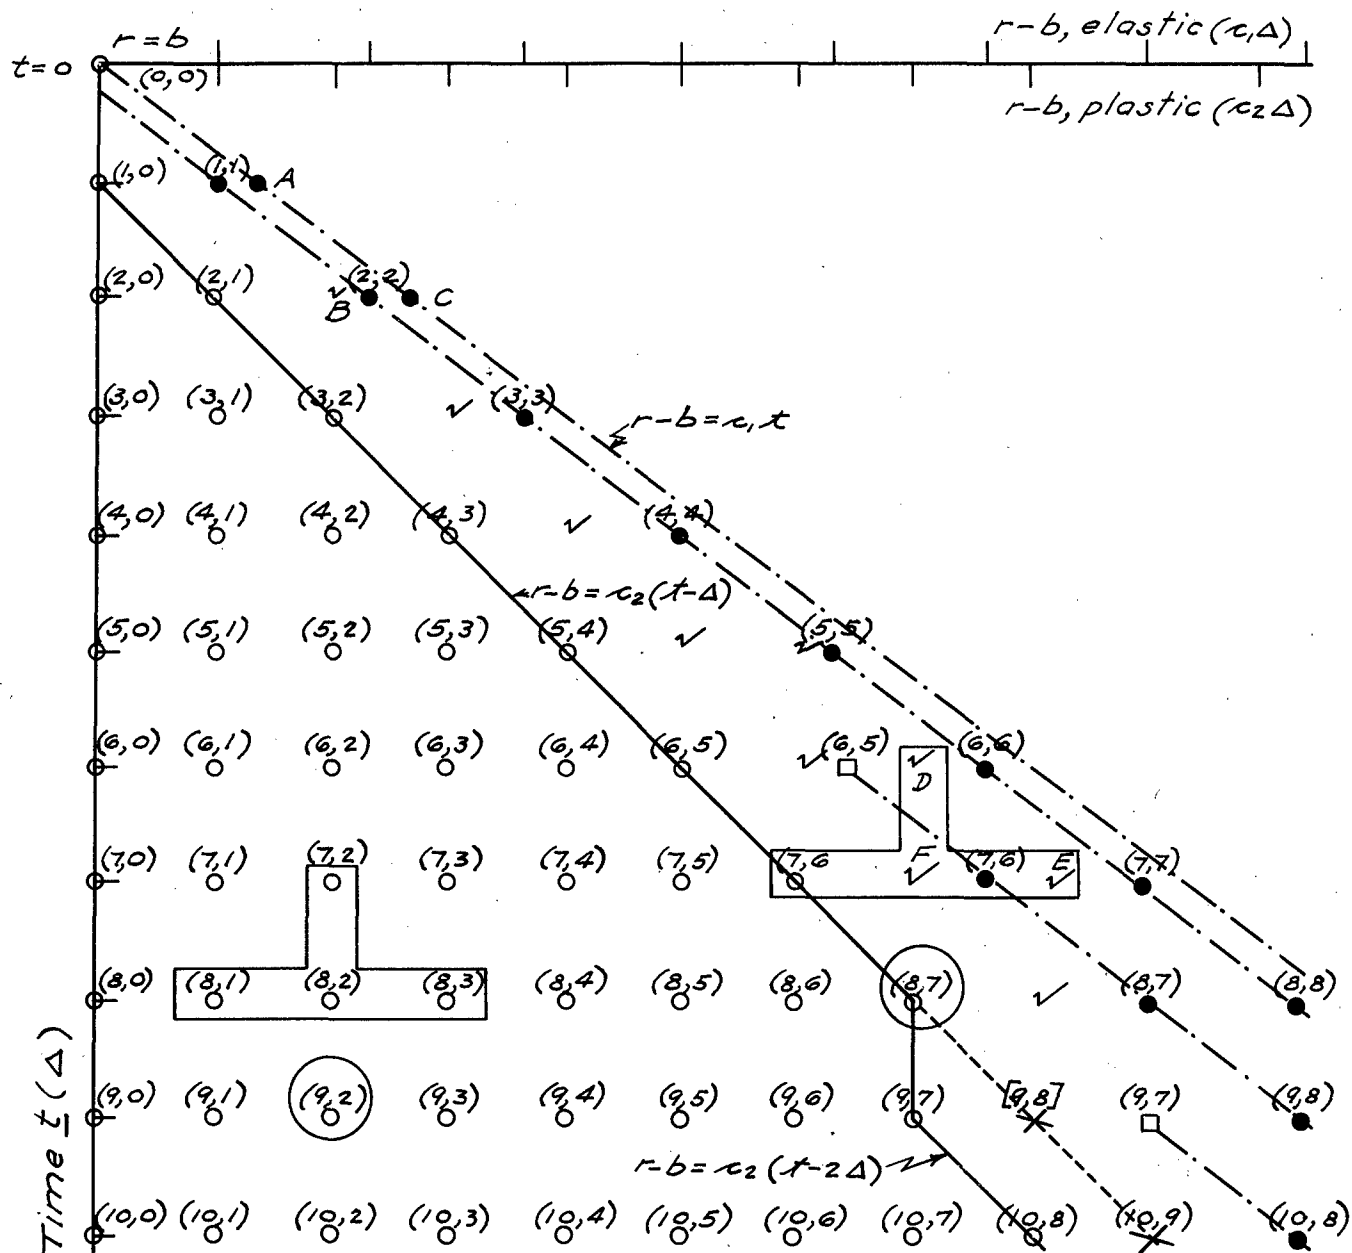 r=b r-b, elastic (c₁Δ)
t=0 (0,0)
r-b, plastic (c₂Δ)
(1,0) (1,1) A
(2,0) (2,1) (2,2) C
B
(3,0) (3,1) (3,2) ✓ (3,3)
r-b=c₁t
(4,0) (4,1) (4,2) (4,3) ✓ (4,4)
r-b=c₂(t-Δ)
(5,0) (5,1) (5,2) (5,3) (5,4) ✓ (5,5)
(6,0) (6,1) (6,2) (6,3) (6,4) (6,5) ✓ (6,5) ✓ (6,6)
D
(7,0) (7,1) (7,2) (7,3) (7,4) (7,5) (7,6 F (7,6) E (7,7)
(8,0) (8,1) (8,2) (8,3) (8,4) (8,5) (8,6) (8,7) ✓ (8,7) (8,8)
(9,0) (9,1) (9,2) (9,3) (9,4) (9,5) (9,6) (9,7) [9,8] (9,7) (9,8)
r-b=c₂(t-2Δ)
(10,0) (10,1) (10,2) (10,3) (10,4) (10,5) (10,6) (10,7) (10,8) (10,9) (10,8)
Time t (Δ)